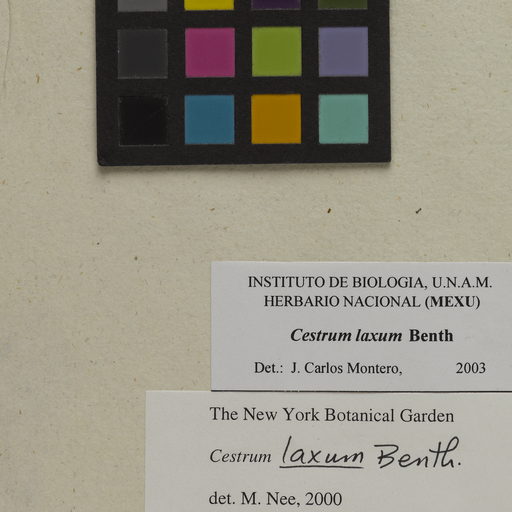 INSTITUTO DE BIOLOGIA, U.N.A.M.
HERBARIO NACIONAL (MEXU)
Cestrum laxum Benth
Det.: J. Carlos Montero, 2003
The New York Botanical Garden
Cestrum laxum Benth.
det. M. Nee, 2000